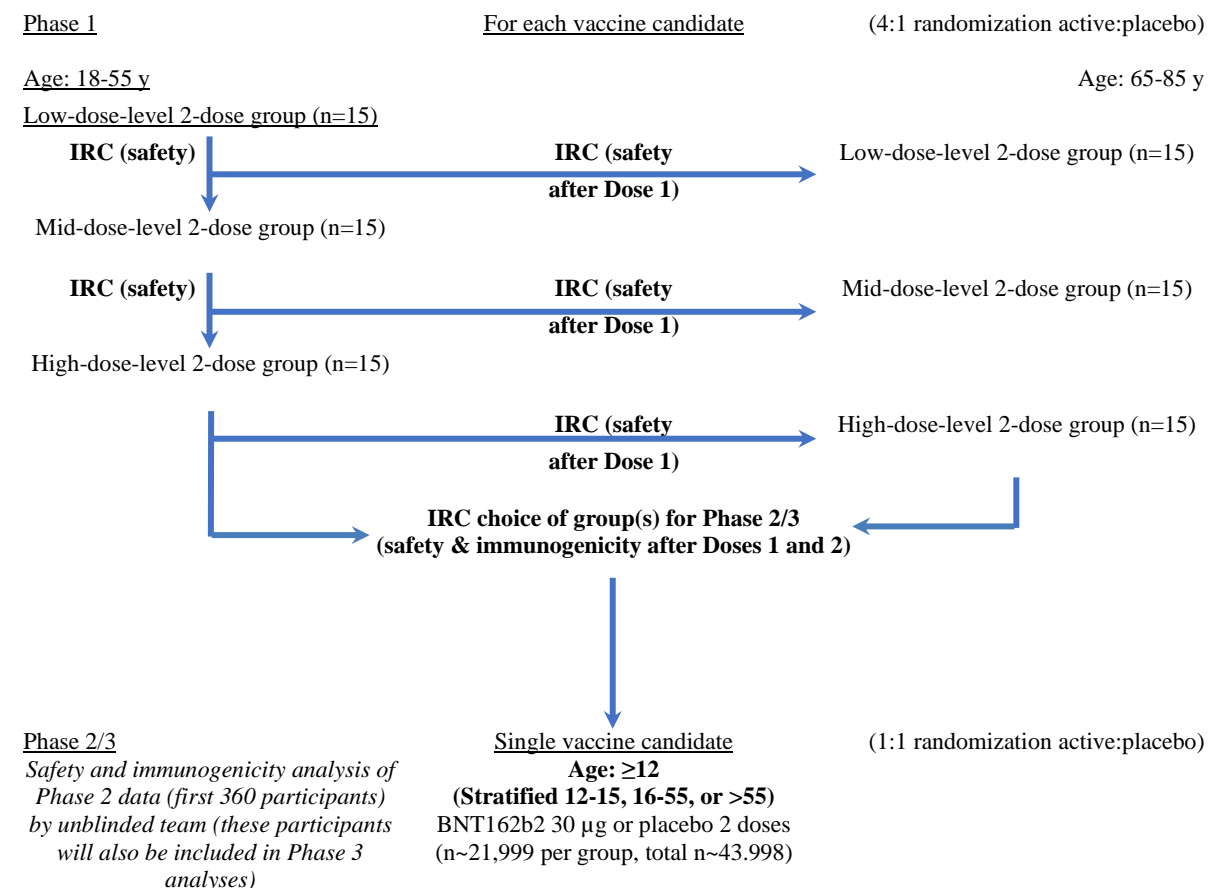 Phase 1 For each vaccine candidate (4:1 randomization active:placebo)
Age: 18-55 y Age: 65-85 y
Low-dose-level 2-dose group (n=15)
IRC (safety) IRC (safety Low-dose-level 2-dose group (n=15)
after Dose 1)
Mid-dose-level 2-dose group (n=15)
IRC (safety) IRC (safety Mid-dose-level 2-dose group (n=15)
after Dose 1)
High-dose-level 2-dose group (n=15)
IRC (safety High-dose-level 2-dose group (n=15)
after Dose 1)
IRC choice of group(s) for Phase 2/3
(safety & immunogenicity after Doses 1 and 2)
Phase 2/3 Single vaccine candidate (1:1 randomization active:placebo)
Safety and immunogenicity analysis of
Phase 2 data (first 360 participants)
by unblinded team (these participants
will also be included in Phase 3
analyses)
Age: ≥12
(Stratified 12-15, 16-55, or >55)
BNT162b2 30 µg or placebo 2 doses
(n~21,999 per group, total n~43.998)